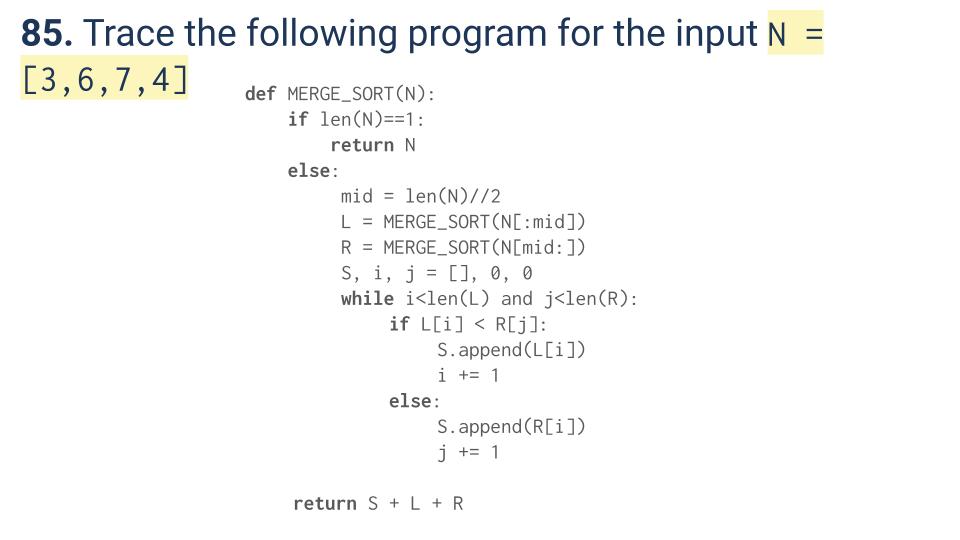 85. Trace the following program for the input N =
[3,6,7,4]
def MERGE_SORT(N):
if len(N)==1:
return N
else:
mid = len(N)//2
L = MERGE_SORT(N[:mid])
R = MERGE_SORT(N[mid:])
S, i, j = [], 0, 0
while i<len(L) and j<len(R):
if L[i] < R[j]:
S.append(L[i])
i += 1
else:
S.append(R[i])
j += 1
return S + L + R